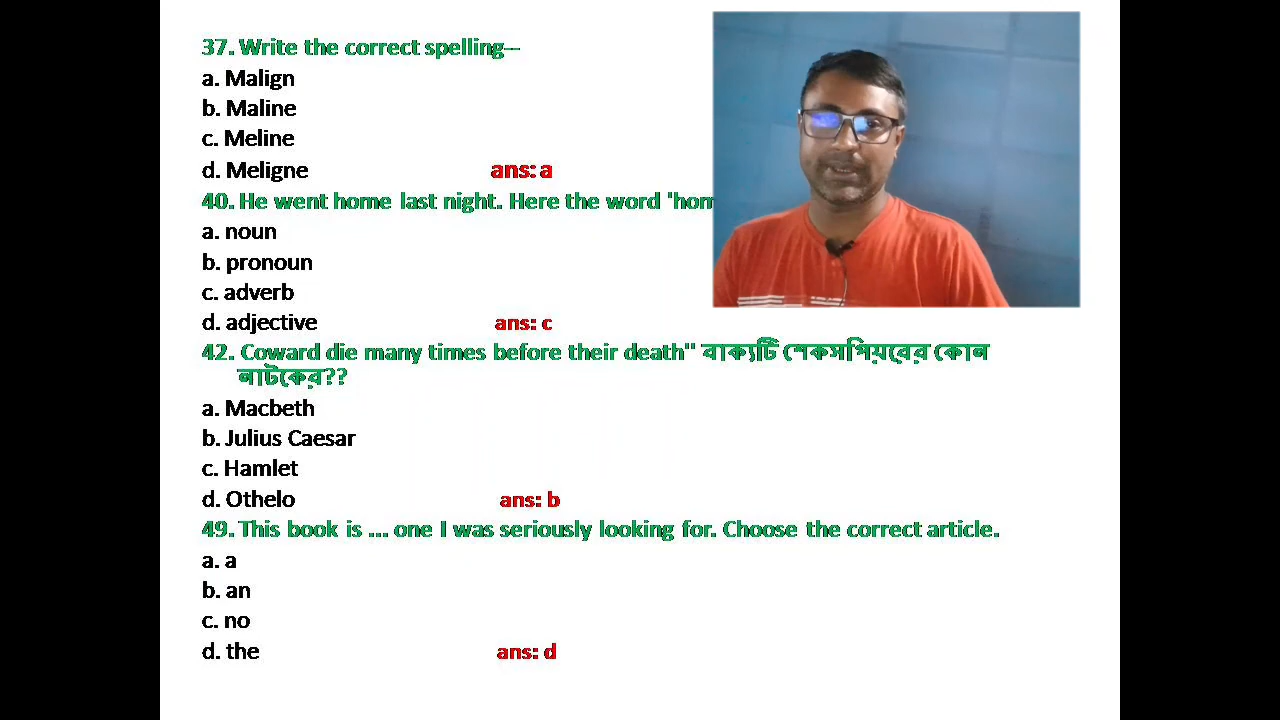 37. Write the correct spelling--
a. Malign
b. Maline
c. Meline
d. Meligne ans: a
40. He went home last night. Here the word 'hom
a. noun
b. pronoun
c. adverb
d. adjective ans: c
42. Coward die many times before their death" বাক্যটি শেকসপিয়রের কোন
নাটকের??
a. Macbeth
b. Julius Caesar
c. Hamlet
d. Othelo ans: b
49. This book is ... one I was seriously looking for. Choose the correct article.
a. a
b. an
c. no
d. the ans: d